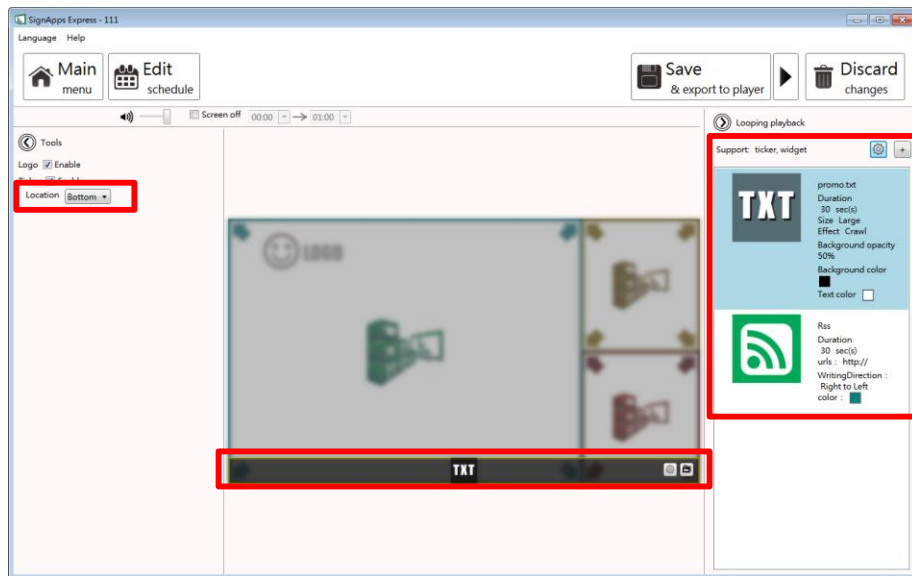 SignApps Express - 111
Language Help
Main
menu
Edit
schedule
Save
& export to player
Discard
changes
Screen off 00:00 01:00
Tools
Looping playback
Logo Enable
Support: ticker, widget
Location Bottom
TXT
promo.txt
Duration
30 sec(s)
Size Large
Effect Crawl
Background opacity
50%
Background color
Text color
LOGO
Rss
Duration
30 sec(s)
urls : http://
WritingDirection :
Right to Left
color :
TXT